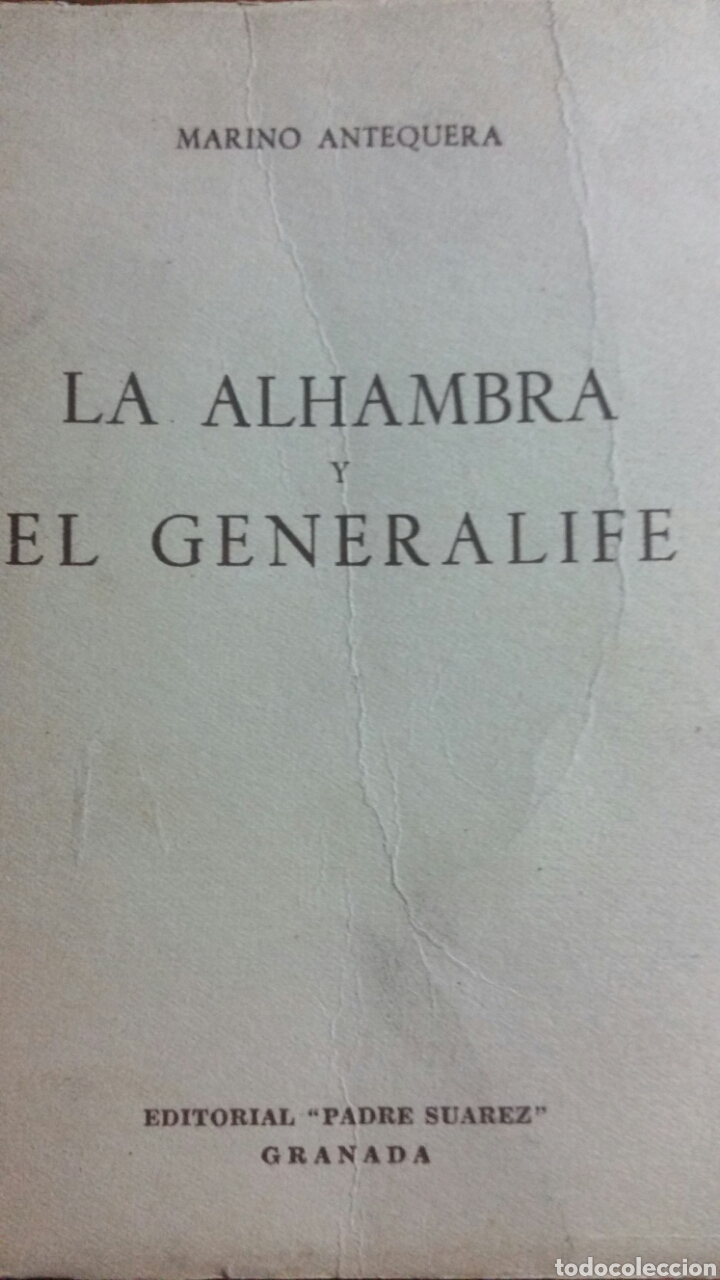 MARINO ANTEQUERA
LA ALHAMBRA
Y
EL GENERALIFE
EDITORIAL "PADRE SUAREZ"
GRANADA
todocoleccion